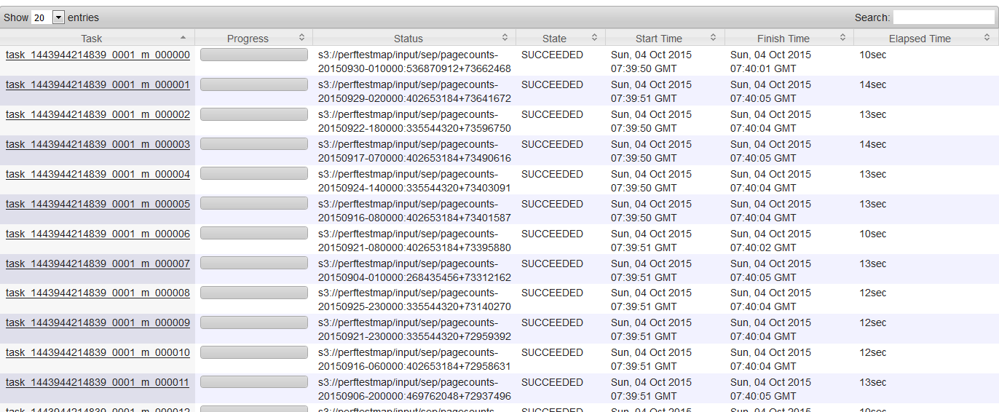 Show 20 entries Search:
Task Progress Status State Start Time Finish Time Elapsed Time
task_1443944214839_0001_m_000000 s3://perftestmap/input/sep/pagecounts- SUCCEEDED Sun, 04 Oct 2015 Sun, 04 Oct 2015 10sec
20150930-010000:536870912+73662468 07:39:50 GMT 07:40:01 GMT
task_1443944214839_0001_m_000001 s3://perftestmap/input/sep/pagecounts- SUCCEEDED Sun, 04 Oct 2015 Sun, 04 Oct 2015 14sec
20150929-020000:402653184+73641672 07:39:51 GMT 07:40:05 GMT
task_1443944214839_0001_m_000002 s3://perftestmap/input/sep/pagecounts- SUCCEEDED Sun, 04 Oct 2015 Sun, 04 Oct 2015 13sec
20150922-180000:335544320+73596750 07:39:50 GMT 07:40:04 GMT
task_1443944214839_0001_m_000003 s3://perftestmap/input/sep/pagecounts- SUCCEEDED Sun, 04 Oct 2015 Sun, 04 Oct 2015 14sec
20150917-070000:402653184+73490616 07:39:50 GMT 07:40:05 GMT
task_1443944214839_0001_m_000004 s3://perftestmap/input/sep/pagecounts- SUCCEEDED Sun, 04 Oct 2015 Sun, 04 Oct 2015 13sec
20150924-140000:335544320+73403091 07:39:50 GMT 07:40:04 GMT
task_1443944214839_0001_m_000005 s3://perftestmap/input/sep/pagecounts- SUCCEEDED Sun, 04 Oct 2015 Sun, 04 Oct 2015 13sec
20150916-080000:402653184+73401587 07:39:50 GMT 07:40:04 GMT
task_1443944214839_0001_m_000006 s3://perftestmap/input/sep/pagecounts- SUCCEEDED Sun, 04 Oct 2015 Sun, 04 Oct 2015 10sec
20150921-080000:402653184+73395880 07:39:51 GMT 07:40:02 GMT
task_1443944214839_0001_m_000007 s3://perftestmap/input/sep/pagecounts- SUCCEEDED Sun, 04 Oct 2015 Sun, 04 Oct 2015 13sec
20150904-010000:268435456+73312162 07:39:51 GMT 07:40:05 GMT
task_1443944214839_0001_m_000008 s3://perftestmap/input/sep/pagecounts- SUCCEEDED Sun, 04 Oct 2015 Sun, 04 Oct 2015 12sec
20150925-230000:335544320+73140270 07:39:51 GMT 07:40:04 GMT
task_1443944214839_0001_m_000009 s3://perftestmap/input/sep/pagecounts- SUCCEEDED Sun, 04 Oct 2015 Sun, 04 Oct 2015 12sec
20150921-230000:335544320+72959392 07:39:51 GMT 07:40:04 GMT
task_1443944214839_0001_m_000010 s3://perftestmap/input/sep/pagecounts- SUCCEEDED Sun, 04 Oct 2015 Sun, 04 Oct 2015 12sec
20150916-060000:402653184+72958631 07:39:51 GMT 07:40:04 GMT
task_1443944214839_0001_m_000011 s3://perftestmap/input/sep/pagecounts- SUCCEEDED Sun, 04 Oct 2015 Sun, 04 Oct 2015 13sec
20150906-200000:469762048+72937496 07:39:51 GMT 07:40:05 GMT
task_1443944214839_0001_m_000012 s3://perftestmap/input/sep/pagecounts- SUCCEEDED Sun, 04 Oct 2015 Sun, 04 Oct 2015 10sec